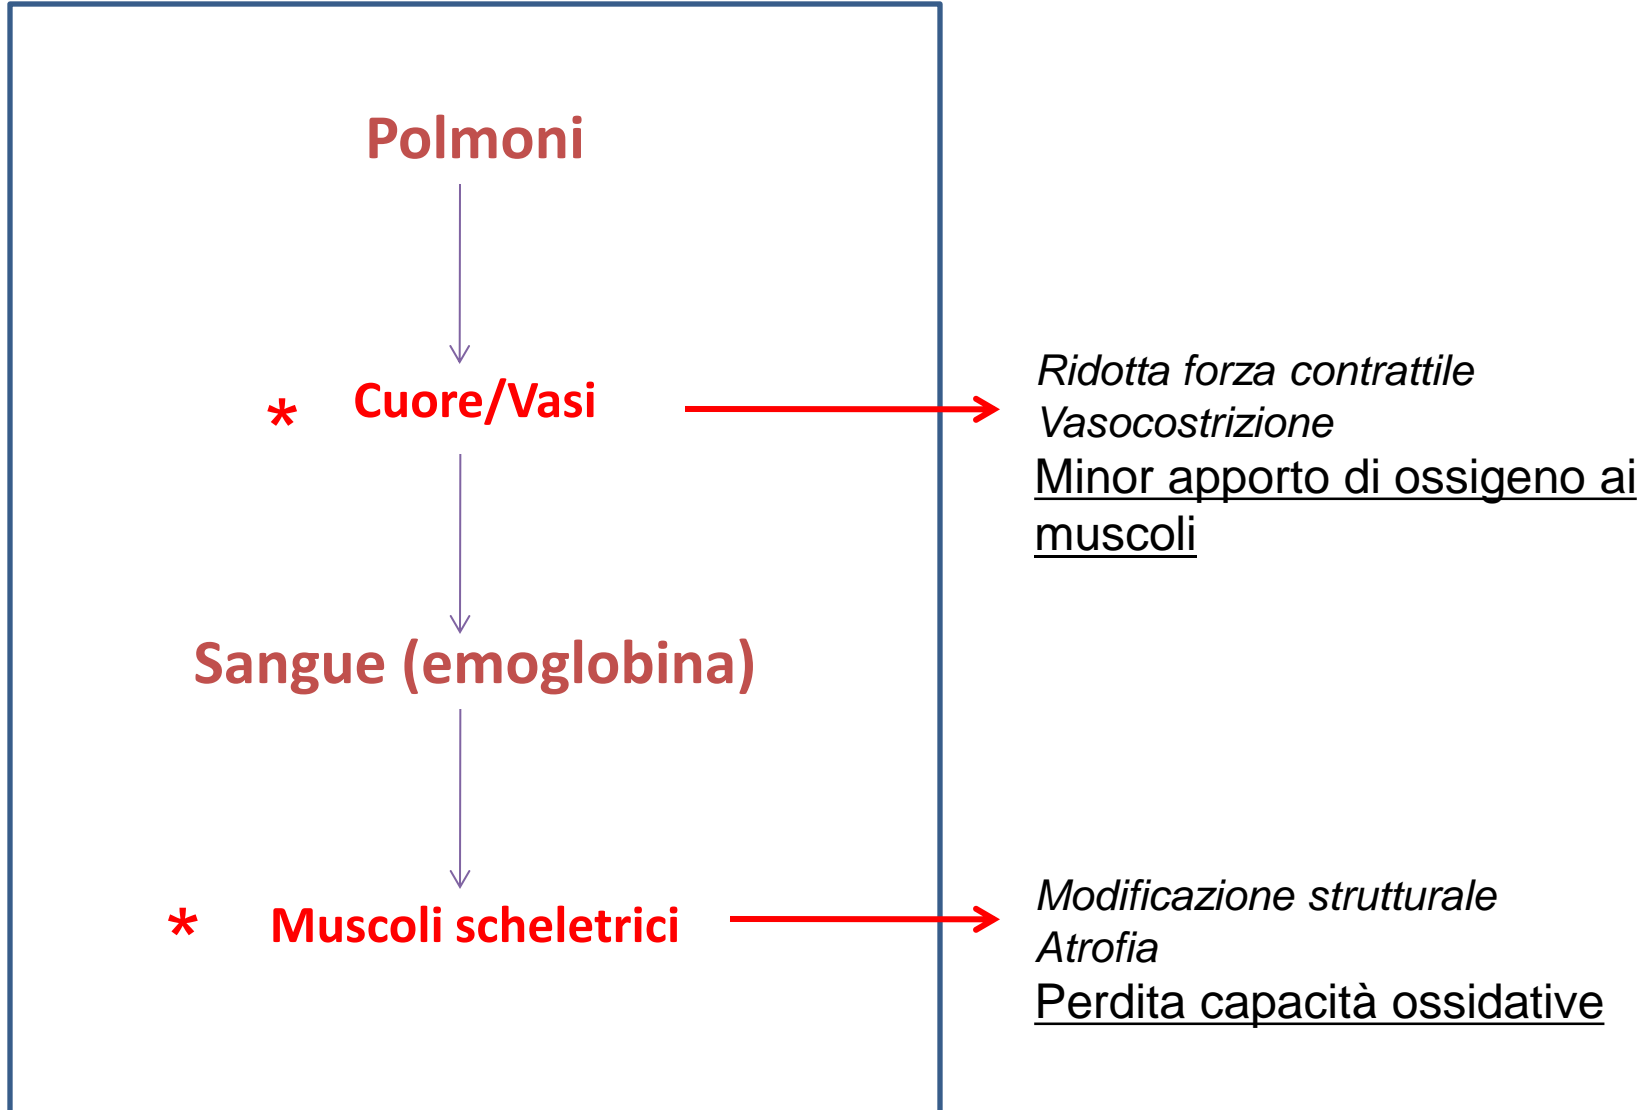 Polmoni
* Cuore/Vasi
Ridotta forza contrattile
Vasocostrizione
Minor apporto di ossigeno ai
muscoli
Sangue (emoglobina)
* Muscoli scheletrici
Modificazione strutturale
Atrofia
Perdita capacità ossidative